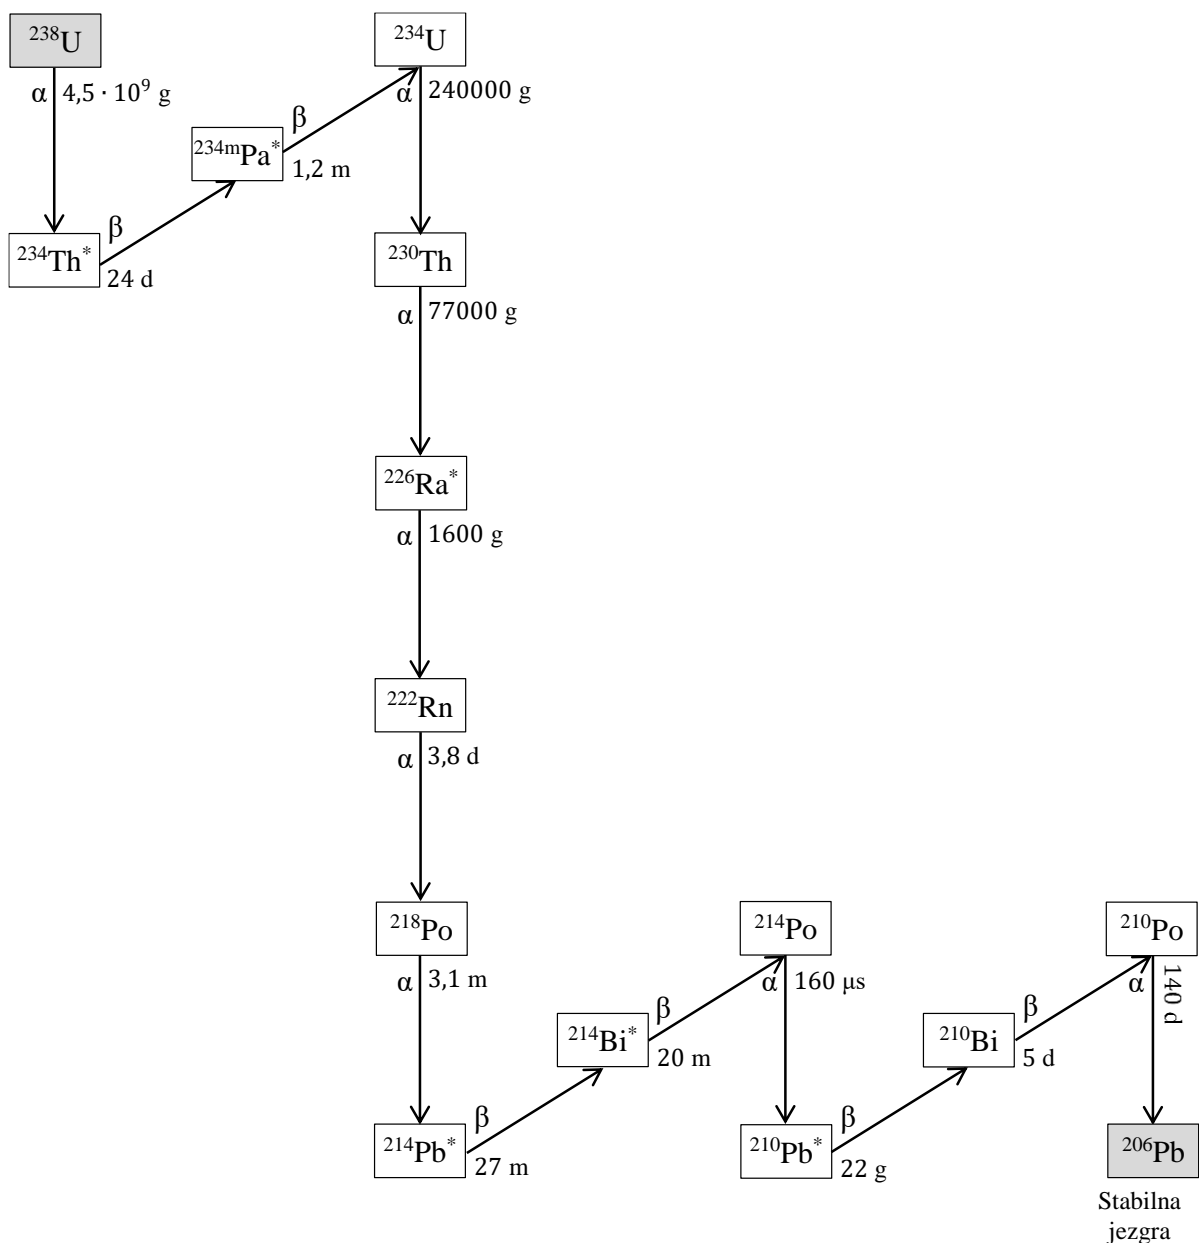 ²³⁸U
²³⁴U
α 4,5 · 10⁹ g
α 240000 g
β
²³⁴ᵐPa*
1,2 m
β
²³⁴Th*
24 d
²³⁰Th
α 77000 g
²²⁶Ra*
α 1600 g
²²²Rn
α 3,8 d
²¹⁸Po
²¹⁴Po
²¹⁰Po
α 3,1 m
α 160 μs
α 140 d
β
²¹⁴Bi*
20 m
β
²¹⁰Bi
5 d
β
²¹⁴Pb*
27 m
β
²¹⁰Pb*
22 g
²⁰⁶Pb
Stabilna
jezgra